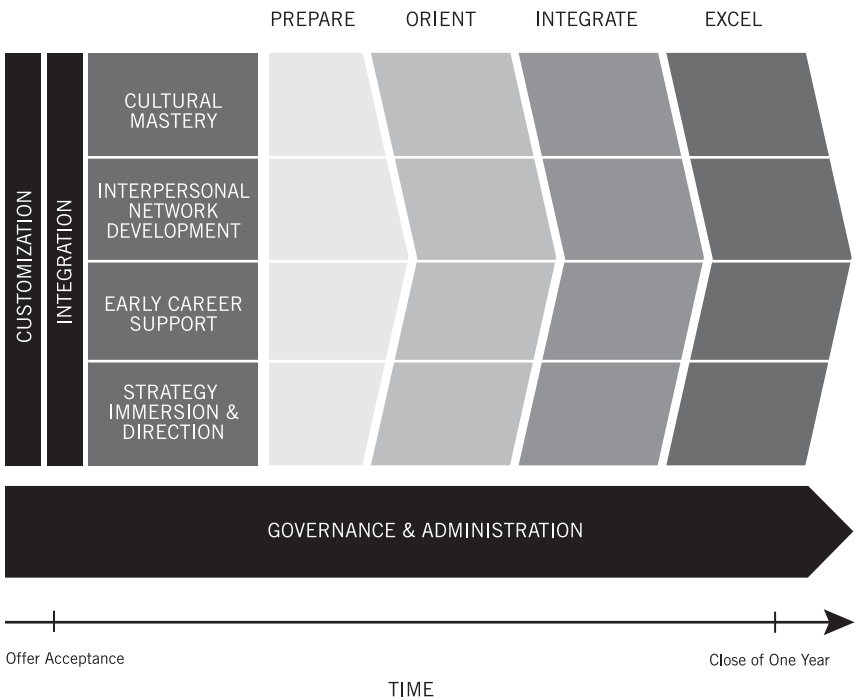 PREPARE ORIENT INTEGRATE EXCEL
CUSTOMIZATION
INTEGRATION
CULTURAL
MASTERY
INTERPERSONAL
NETWORK
DEVELOPMENT
EARLY CAREER
SUPPORT
STRATEGY
IMMERSION &
DIRECTION
GOVERNANCE & ADMINISTRATION
Offer Acceptance
Close of One Year
TIME